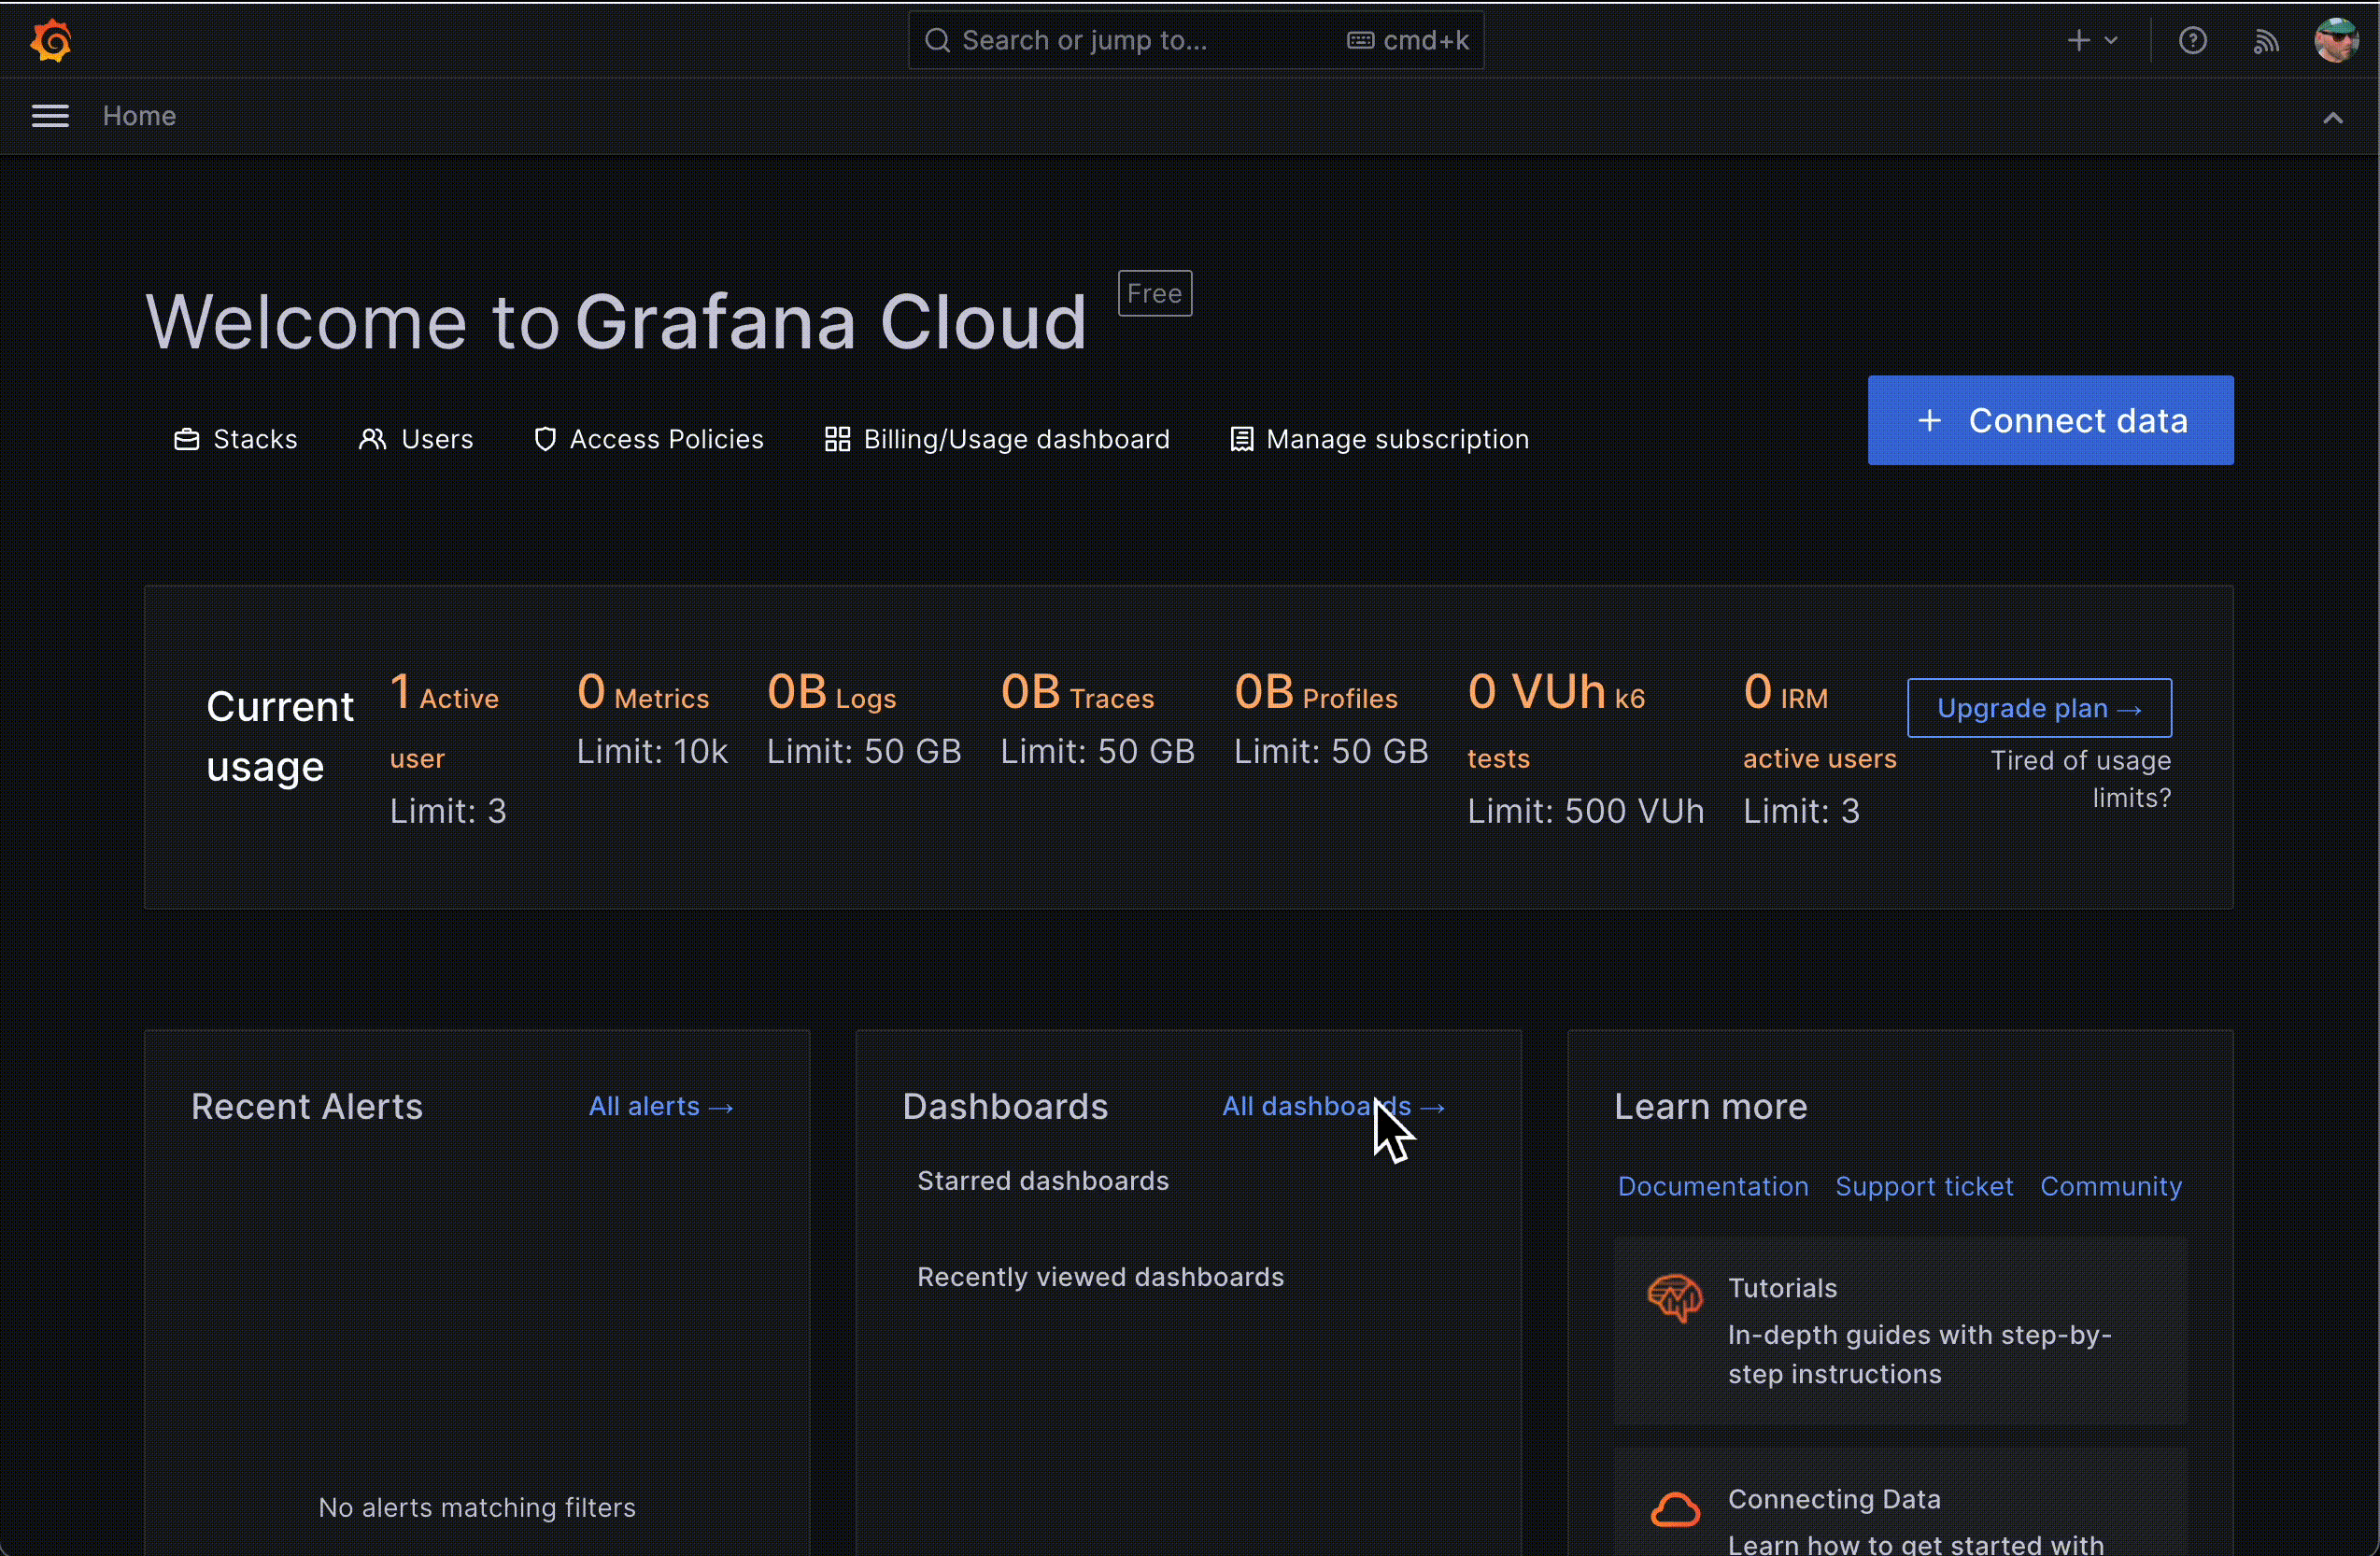 Search or jump to...
cmd+k
Home
Welcome to Grafana Cloud
Free
Stacks
Users
Access Policies
Billing/Usage dashboard
Manage subscription
+ Connect data
Current
usage
1 Active
user
Limit: 3
0 Metrics
Limit: 10k
0B Logs
Limit: 50 GB
0B Traces
Limit: 50 GB
0B Profiles
Limit: 50 GB
0 VUh k6
tests
Limit: 500 VUh
0 IRM
active users
Limit: 3
Upgrade plan →
Tired of usage
limits?
Recent Alerts
All alerts →
No alerts matching filters
Dashboards
All dashboards →
Starred dashboards
Recently viewed dashboards
Learn more
Documentation
Support ticket
Community
Tutorials
In-depth guides with step-by-
step instructions
Connecting Data
Learn how to get started with